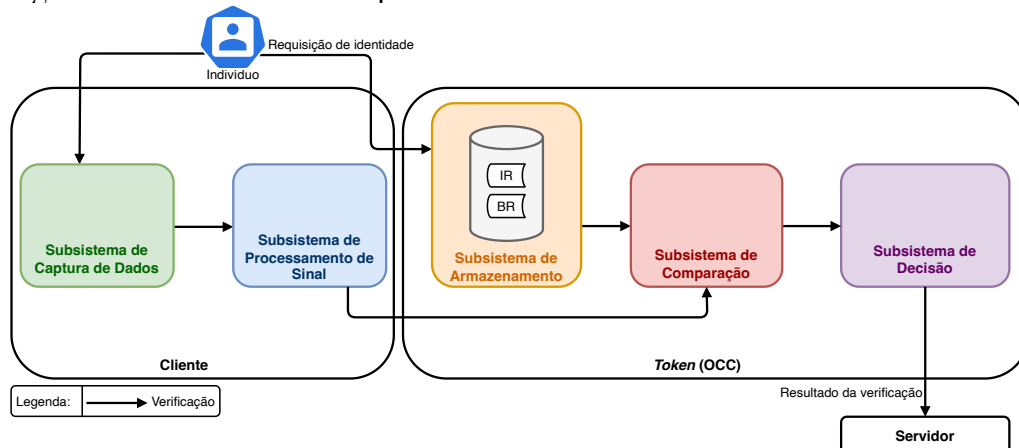 Requisição de identidade
Individuo
IR
BR
Subsistema de
Captura de Dados
Subsistema de
Processamento de
Sinal
Subsistema de
Armazenamento
Subsistema de
Comparação
Subsistema de
Decisão
Cliente
Token (OCC)
Legenda:
Verificação
Resultado da verificação
Servidor